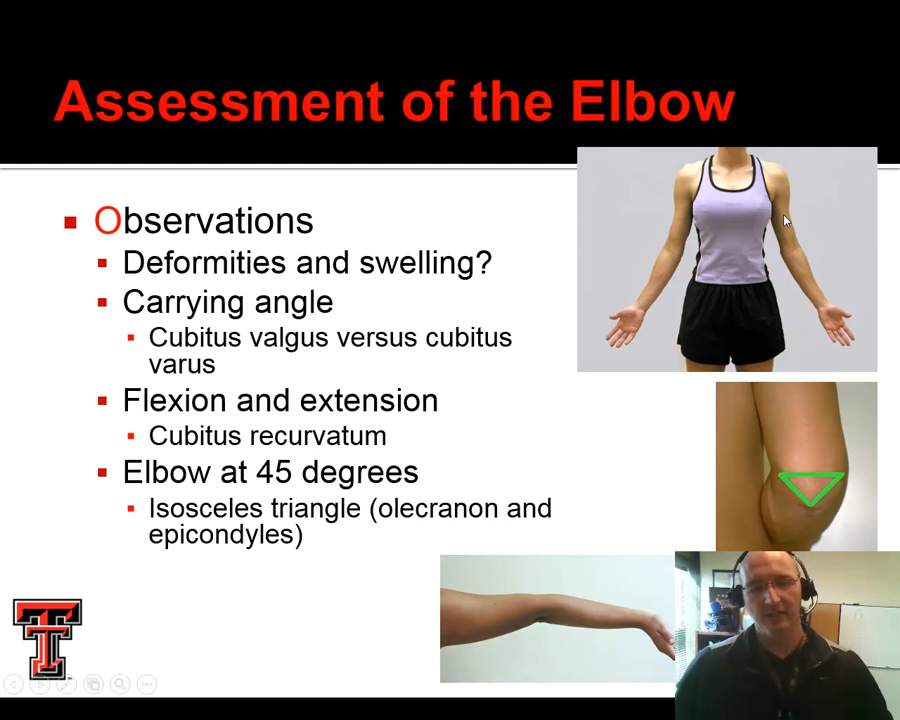 Assessment of the Elbow
Observations
Deformities and swelling?
Carrying angle
Cubitus valgus versus cubitus
varus
Flexion and extension
Cubitus recurvatum
Elbow at 45 degrees
Isosceles triangle (olecranon and
epicondyles)